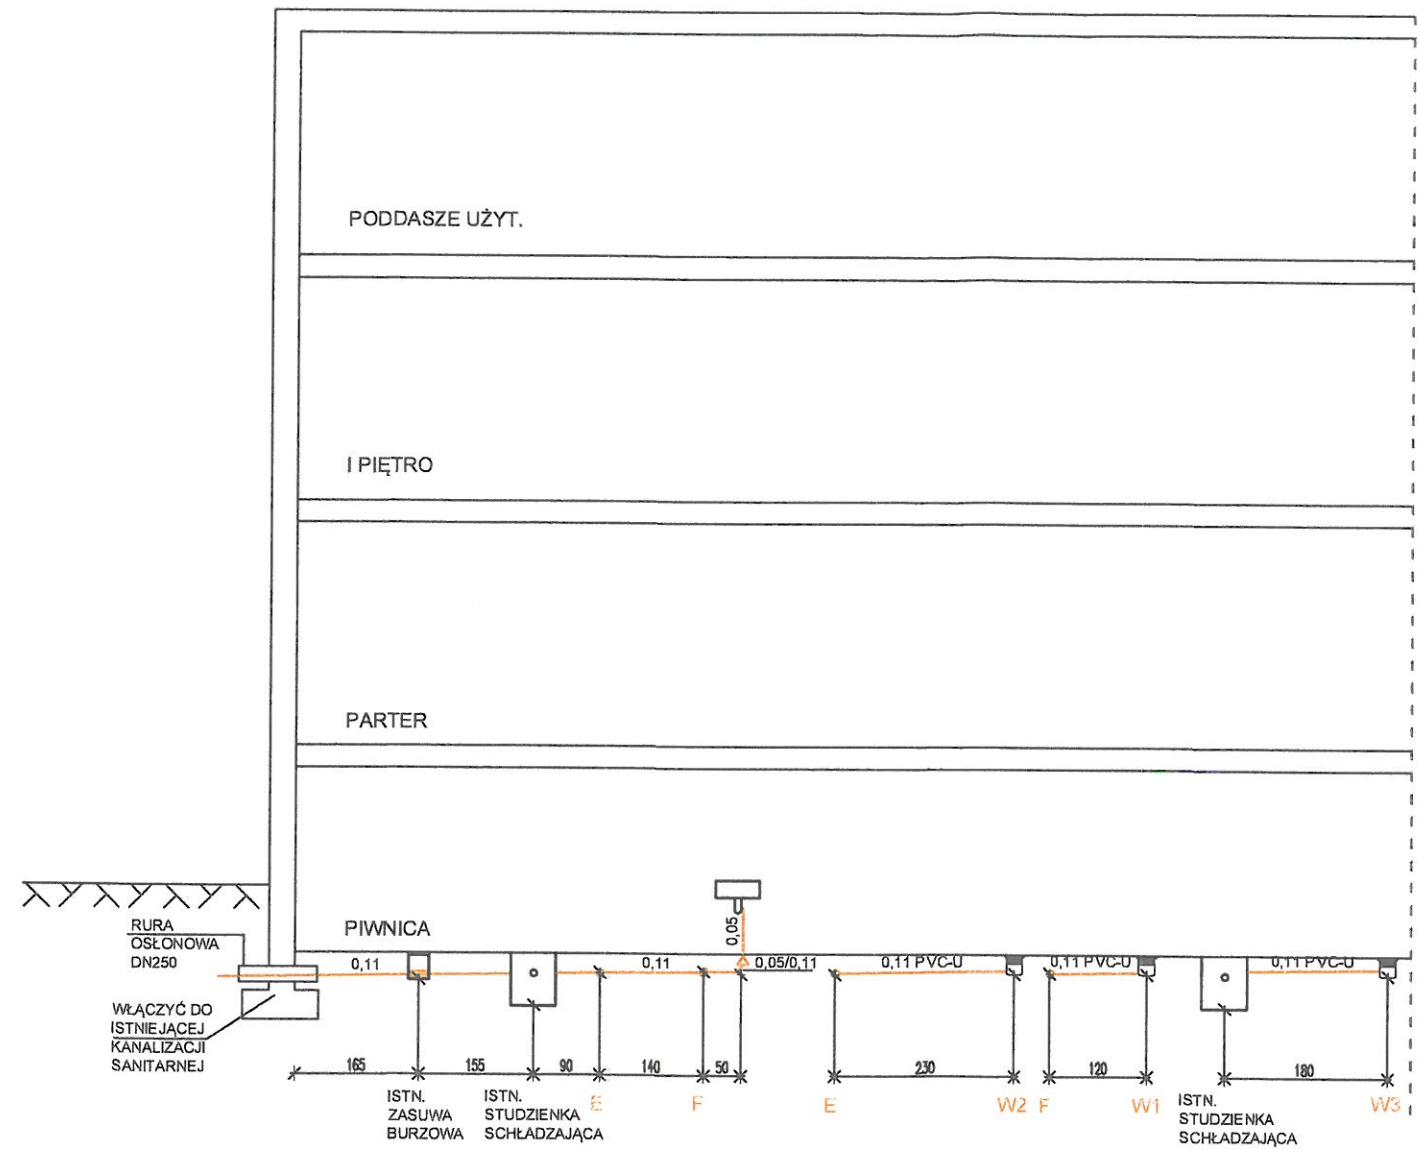 PODDASZE UŻYT.
I PIĘTRO
PARTER
PIWNICA
RURA
OSŁONOWA
DN250
WŁĄCZYĆ DO
ISTNIEJĄCEJ
KANALIZACJI
SANITARNEJ
0,11
0,11
0,05
0,05/0,11
0,11 PVC-U
0,11 PVC-U
0,11 PVC-U
165
155
90
140
50
230
120
180
ISTN.
ZASUWA
BURZOWA
ISTN.
STUDZIENKA
SCHŁADZAJĄCA
E
F
E
W2
F
W1
ISTN.
STUDZIENKA
SCHŁADZAJĄCA
W3